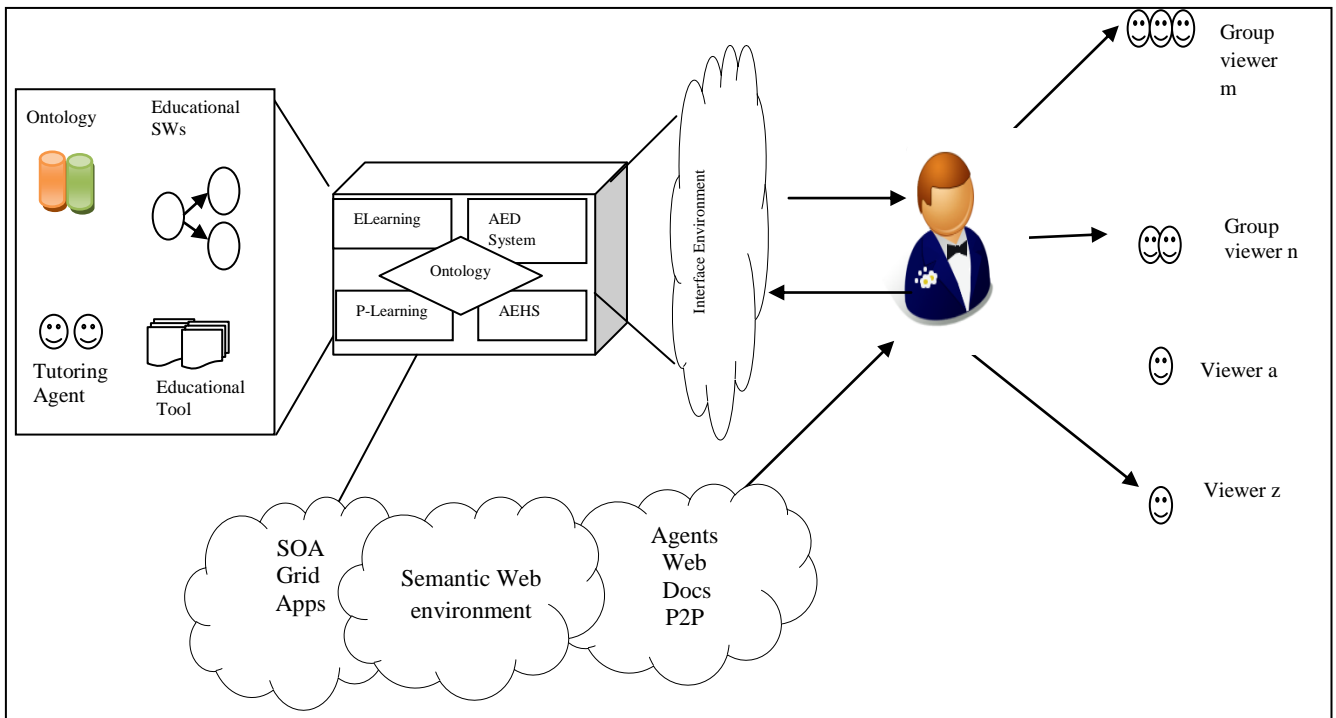 Ontology
Educational
SWs
Tutoring
Agent
Educational
Tool
ELearning
AED
System
Ontology
P-Learning
AEHS
Interface Environment
Group
viewer
m
Group
viewer n
Viewer a
Viewer z
SOA
Grid
Apps
Semantic Web
environment
Agents
Web
Docs
P2P